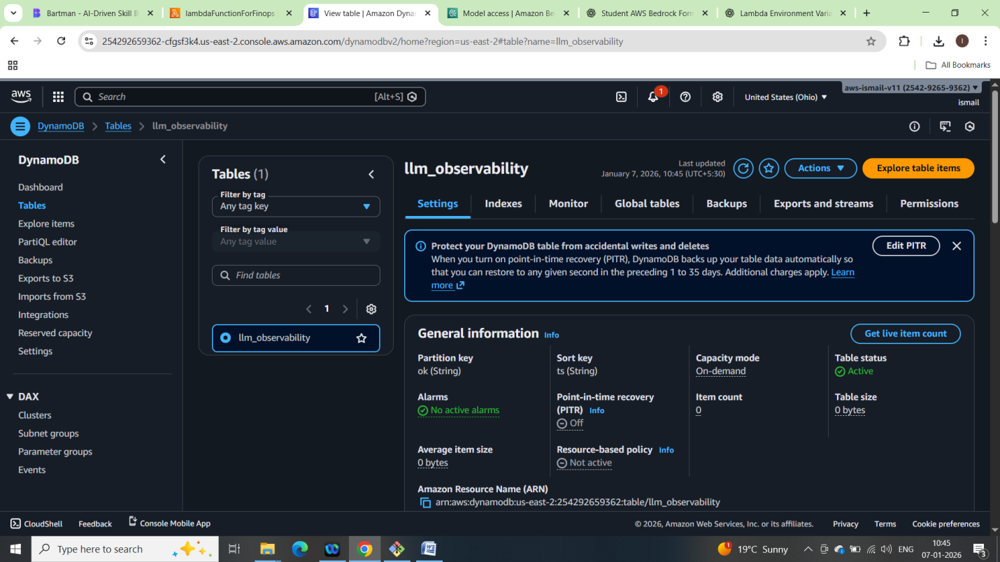 Bartman - AI-Driven Skill B
lambdaFunctionForFinops
View table | Amazon Dyna
Model access | Amazon Be
Student AWS Bedrock Form
Lambda Environment Varia
254292659362-cfgsf3k4.us-east-2.console.aws.amazon.com/dynamodbv2/home?region=us-east-2#table?name=llm_observability
I
All Bookmarks
aws
Search
[Alt+S]
1
United States (Ohio)
aws-ismail-v11 (2542-9265-9362)
ismail
DynamoDB
Tables
llm_observability
DynamoDB
Dashboard
Tables
Explore items
PartiQL editor
Backups
Exports to S3
Imports from S3
Integrations
Reserved capacity
Settings
DAX
Clusters
Subnet groups
Parameter groups
Events
Tables (1)
Filter by tag
Any tag key
Filter by tag value
Any tag value
Find tables
1
llm_observability
llm_observability
Last updated
January 7, 2026, 10:45 (UTC+5:30)
Actions
Explore table items
Settings
Indexes
Monitor
Global tables
Backups
Exports and streams
Permissions
Protect your DynamoDB table from accidental writes and deletes
When you turn on point-in-time recovery (PITR), DynamoDB backs up your table data automatically so
that you can restore to any given second in the preceding 1 to 35 days. Additional charges apply. Learn
more
Edit PITR
General information Info
Get live item count
Partition key
ok (String)
Sort key
ts (String)
Capacity mode
On-demand
Table status
Active
Alarms
No active alarms
Point-in-time recovery
(PITR) Info
Off
Item count
0
Table size
0 bytes
Average item size
0 bytes
Resource-based policy Info
Not active
Amazon Resource Name (ARN)
arn:aws:dynamodb:us-east-2:254292659362:table/llm_observability
CloudShell
Feedback
Console Mobile App
© 2026, Amazon Web Services, Inc. or its affiliates.
Privacy
Terms
Cookie preferences
Type here to search
1
19°C Sunny
ENG
10:45
07-01-2026
3